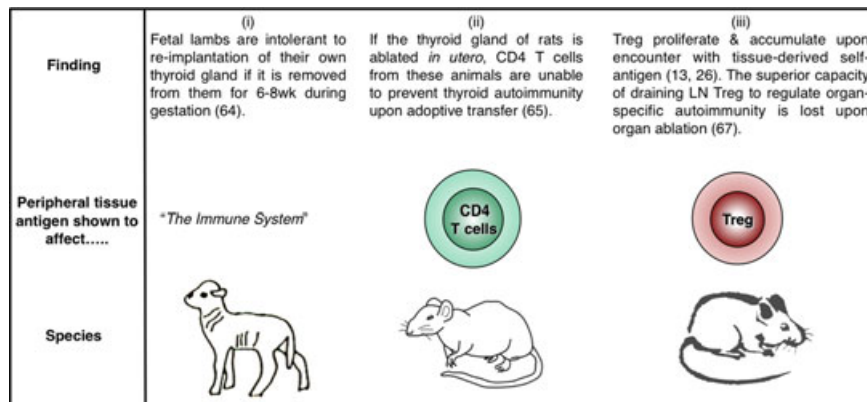 (i)
(ii)
(iii)
Finding
Fetal lambs are intolerant to
re-implantation of their own
thyroid gland if it is removed
from them for 6-8wk during
gestation (64).
If the thyroid gland of rats is
ablated in utero, CD4 T cells
from these animals are unable
to prevent thyroid autoimmunity
upon adoptive transfer (65).
Treg proliferate & accumulate upon
encounter with tissue-derived self-
antigen (13, 26). The superior capacity
of draining LN Treg to regulate organ-
specific autoimmunity is lost upon
organ ablation (67).
Peripheral tissue
antigen shown to
affect.....
"The Immune System"
CD4
T cells
Treg
Species